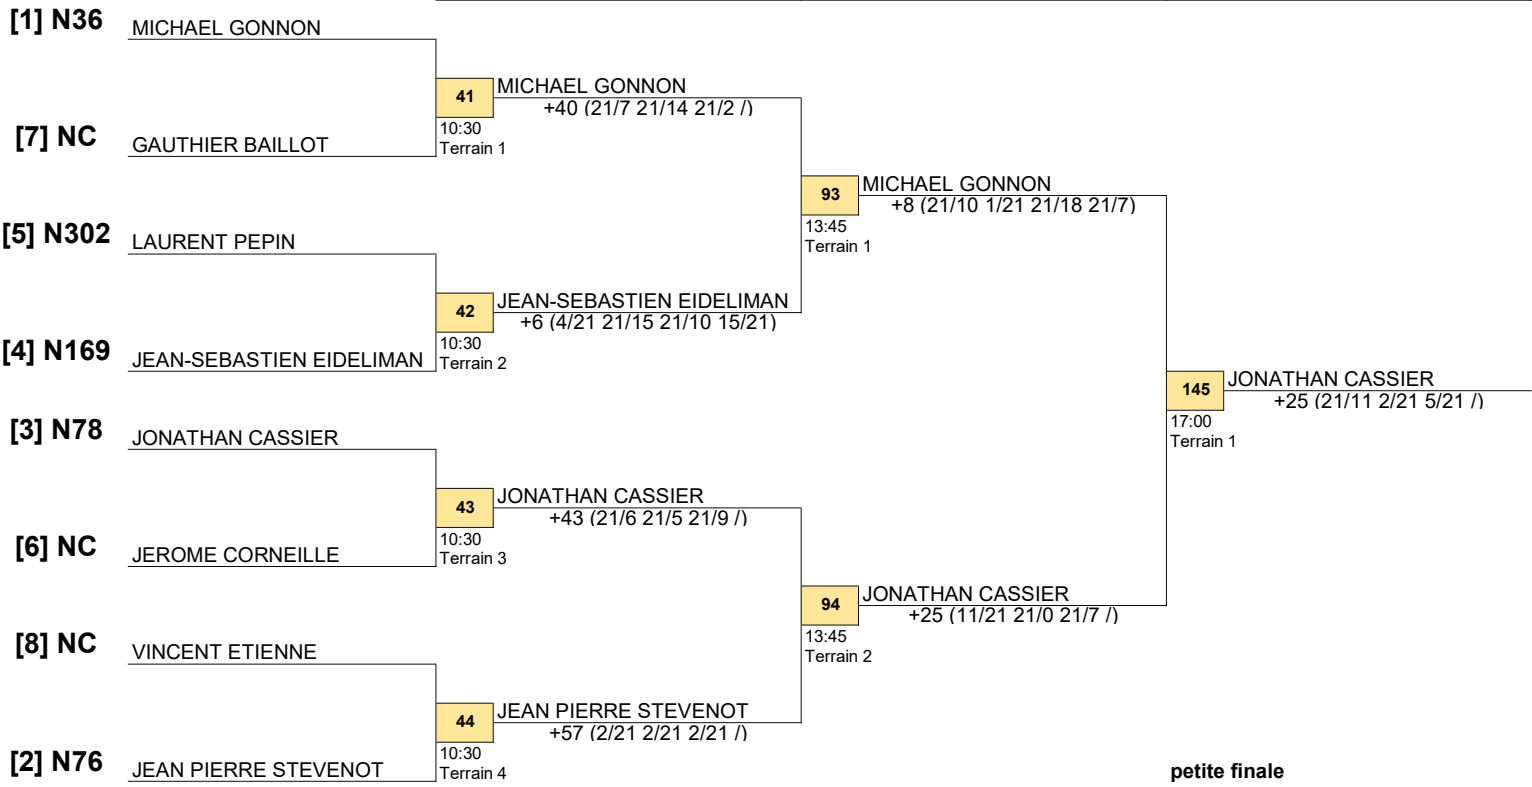 [1] N36
MICHAEL GONNON
41
MICHAEL GONNON
+40 (21/7 21/14 21/2 /)
10:30
Terrain 1
[7] NC
GAUTHIER BAILLOT
93
MICHAEL GONNON
+8 (21/10 1/21 21/18 21/7)
13:45
Terrain 1
[5] N302
LAURENT PEPIN
42
JEAN-SEBASTIEN EIDELIMAN
+6 (4/21 21/15 21/10 15/21)
10:30
Terrain 2
[4] N169
JEAN-SEBASTIEN EIDELIMAN
145
JONATHAN CASSIER
+25 (21/11 2/21 5/21 /)
17:00
Terrain 1
[3] N78
JONATHAN CASSIER
43
JONATHAN CASSIER
+43 (21/6 21/5 21/9 /)
10:30
Terrain 3
[6] NC
JEROME CORNEILLE
94
JONATHAN CASSIER
+25 (11/21 21/0 21/7 /)
13:45
Terrain 2
[8] NC
VINCENT ETIENNE
44
JEAN PIERRE STEVENOT
+57 (2/21 2/21 2/21 /)
10:30
Terrain 4
[2] N76
JEAN PIERRE STEVENOT
petite finale